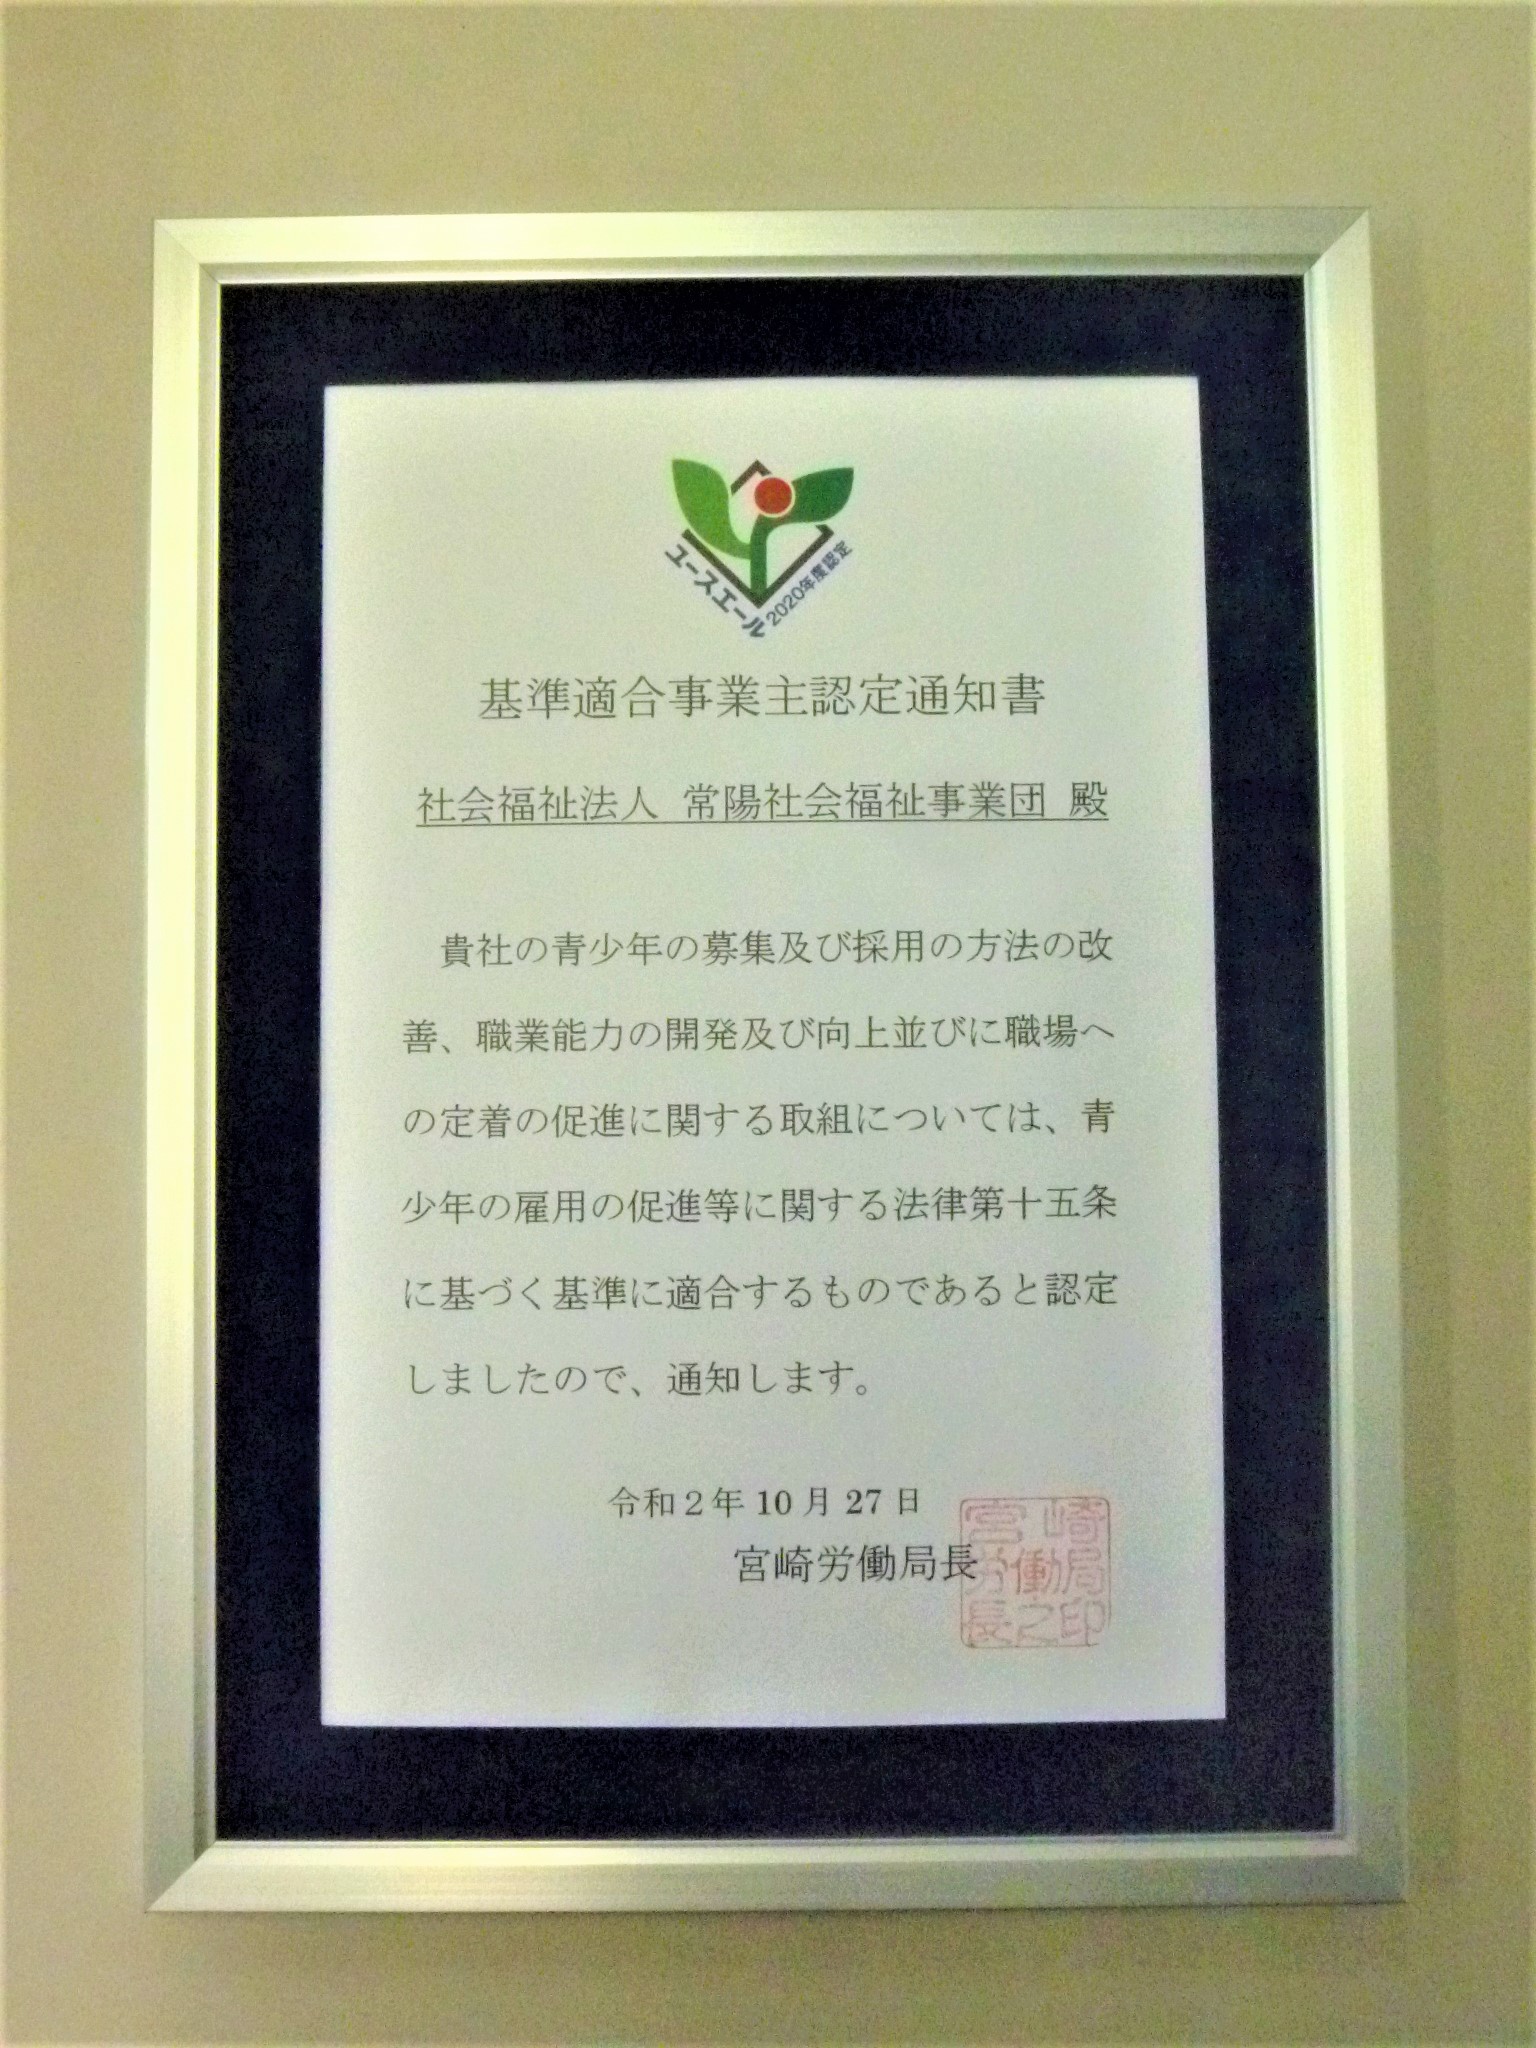 ユースエール
2020年度認定
基準適合事業主認定通知書
社会福祉法人 常陽社会福祉事業団 殿
貴社の青少年の募集及び採用の方法の改
善、職業能力の開発及び向上並びに職場へ
の定着の促進に関する取組については、青
少年の雇用の促進等に関する法律第十五条
に基づく基準に適合するものであると認定
しましたので、通知します。
令和２年 10 月 27 日
宮崎労働局長
宮崎
労働局
長之印